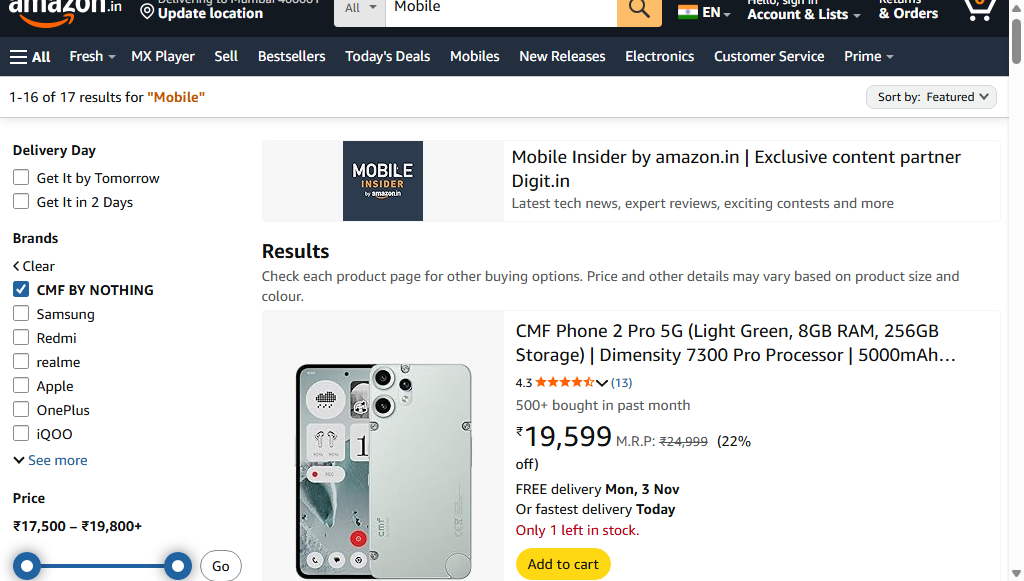 amazon.in
Delivering to Mumbai 400001
Update location
All
Mobile
EN
Hello, sign in
Account & Lists
Returns
& Orders
0
All
Fresh
MX Player
Sell
Bestsellers
Today's Deals
Mobiles
New Releases
Electronics
Customer Service
Prime
1-16 of 17 results for "Mobile"
Sort by: Featured
Delivery Day
Get It by Tomorrow
Get It in 2 Days
Brands
Clear
CMF BY NOTHING
Samsung
Redmi
realme
Apple
OnePlus
iQOO
See more
Price
₹17,500 – ₹19,800+
Go
MOBILE
INSIDER
by amazon.in
Mobile Insider by amazon.in | Exclusive content partner
Digit.in
Latest tech news, expert reviews, exciting contests and more
Results
Check each product page for other buying options. Price and other details may vary based on product size and
colour.
cmf
CMF Phone 2 Pro 5G (Light Green, 8GB RAM, 256GB
Storage) | Dimensity 7300 Pro Processor | 5000mAh…
4.3 (13)
500+ bought in past month
₹19,599 M.R.P: ₹24,999 (22%
off)
FREE delivery Mon, 3 Nov
Or fastest delivery Today
Only 1 left in stock.
Add to cart